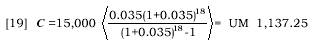 [19] C =15,000 ⟨ 0.035(1+0.035)¹⁸ / (1+0.035)¹⁸-1 ⟩ = UM 1,137.25